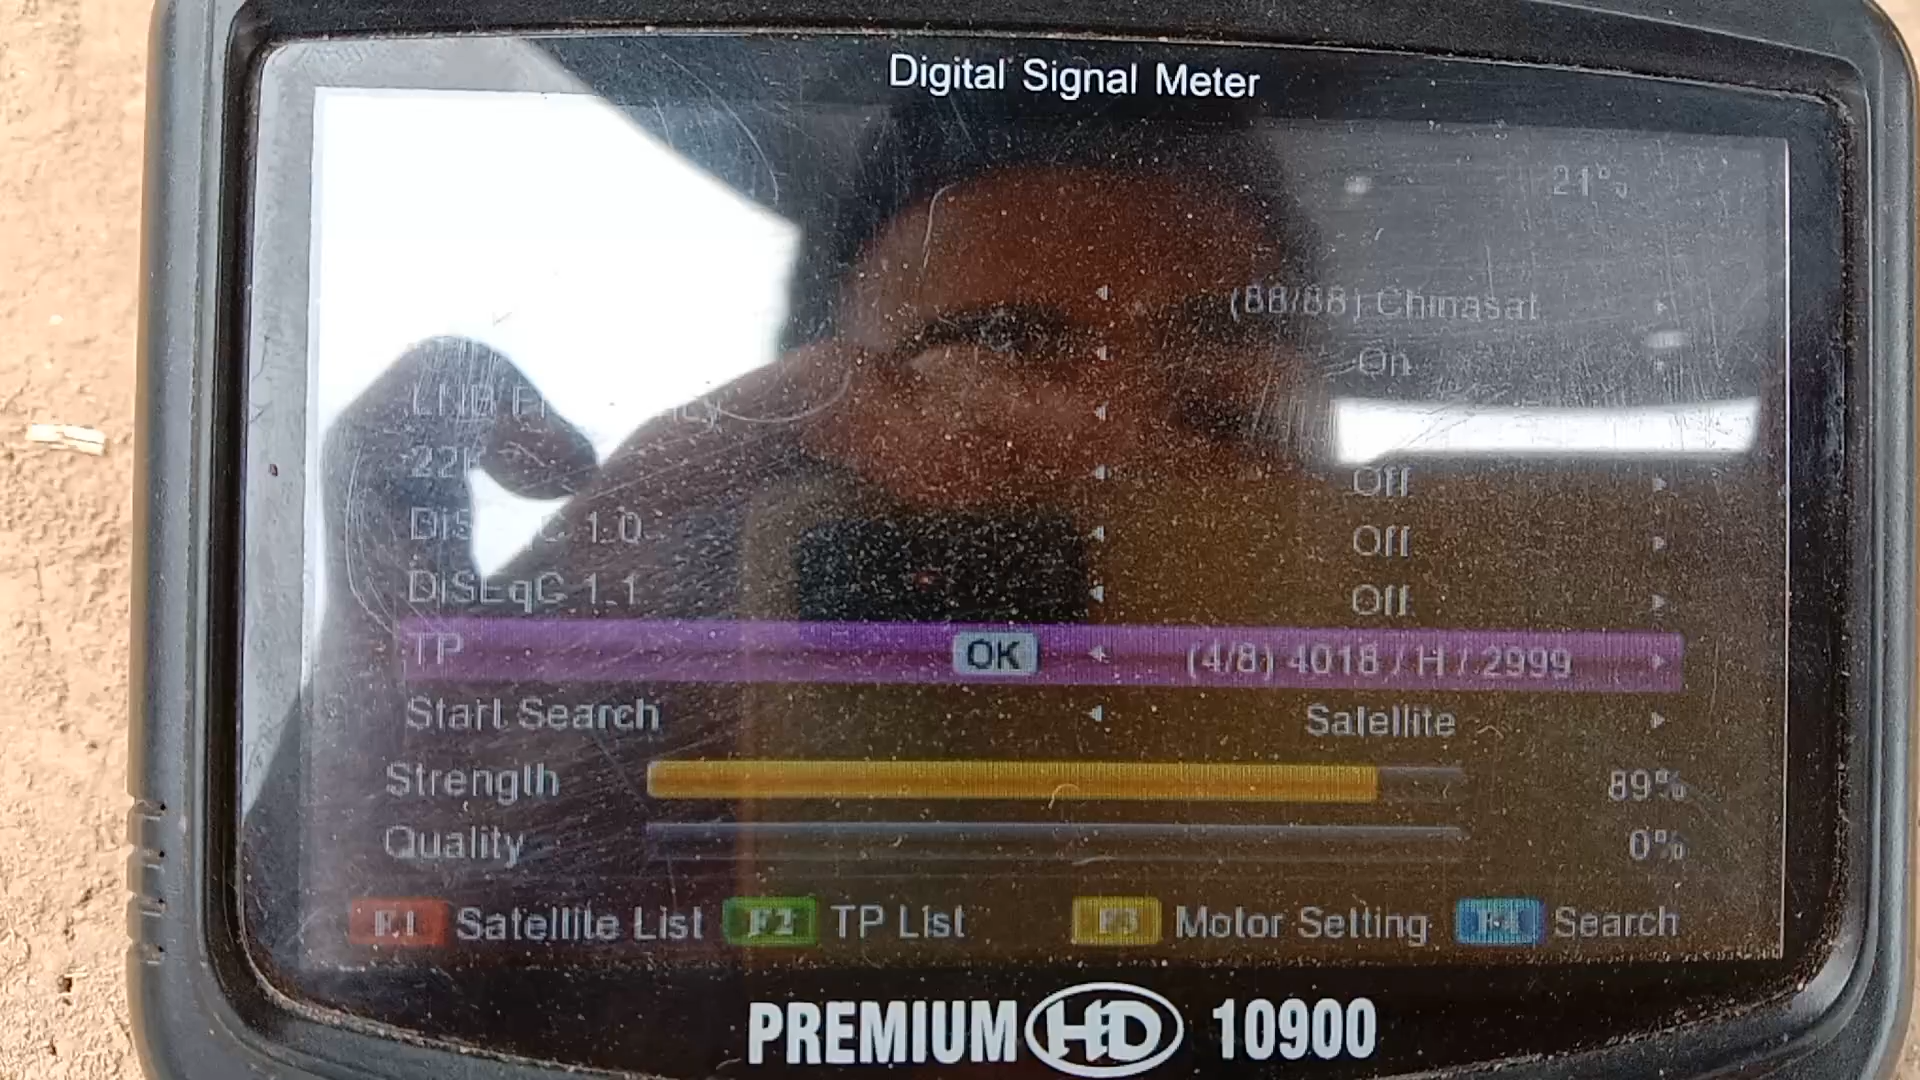 Digital Signal Meter
21%
(88/88) Chinasat
On
LNB
Off
DiSEqC 1.0 Off
DiSEqC 1.1 Off
TP OK (4/8) 4018 / H / 2999
Start Search Satellite
Strength 89%
Quality 0%
F1 Satellite List F2 TP List F3 Motor Setting F4 Search
PREMIUM HD 10900